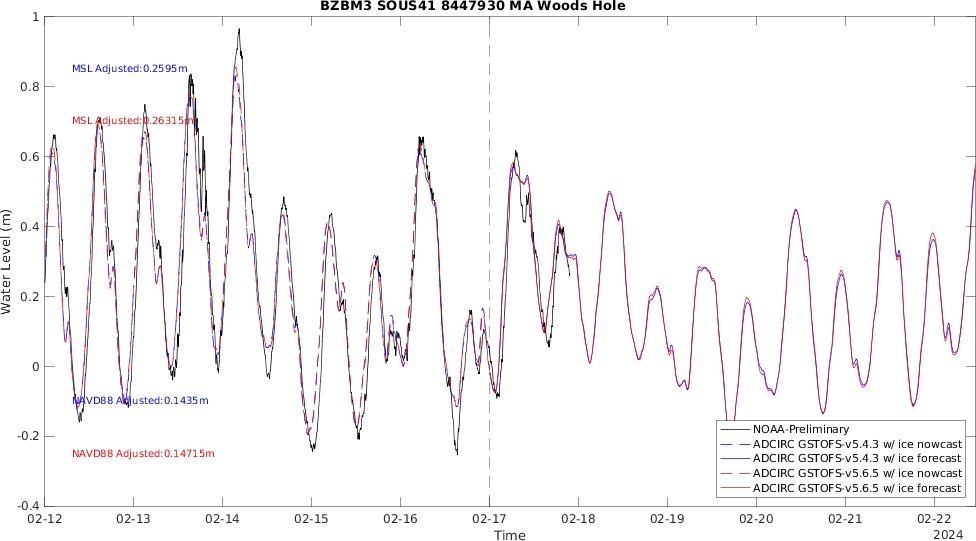 BZBM3 SOUS41 8447930 MA Woods Hole
1
0.8
0.6
0.4
0.2
0
-0.2
-0.4
Water Level (m)
MSL Adjusted:0.2595m
MSL Adjusted:0.26315m
NAVD88 Adjusted:0.1435m
NAVD88 Adjusted:0.14715m
NOAA-Preliminary
ADCIRC GSTOFS-v5.4.3 w/ ice nowcast
ADCIRC GSTOFS-v5.4.3 w/ ice forecast
ADCIRC GSTOFS-v5.6.5 w/ ice nowcast
ADCIRC GSTOFS-v5.6.5 w/ ice forecast
02-12 02-13 02-14 02-15 02-16 02-17 02-18 02-19 02-20 02-21 02-22
Time
2024